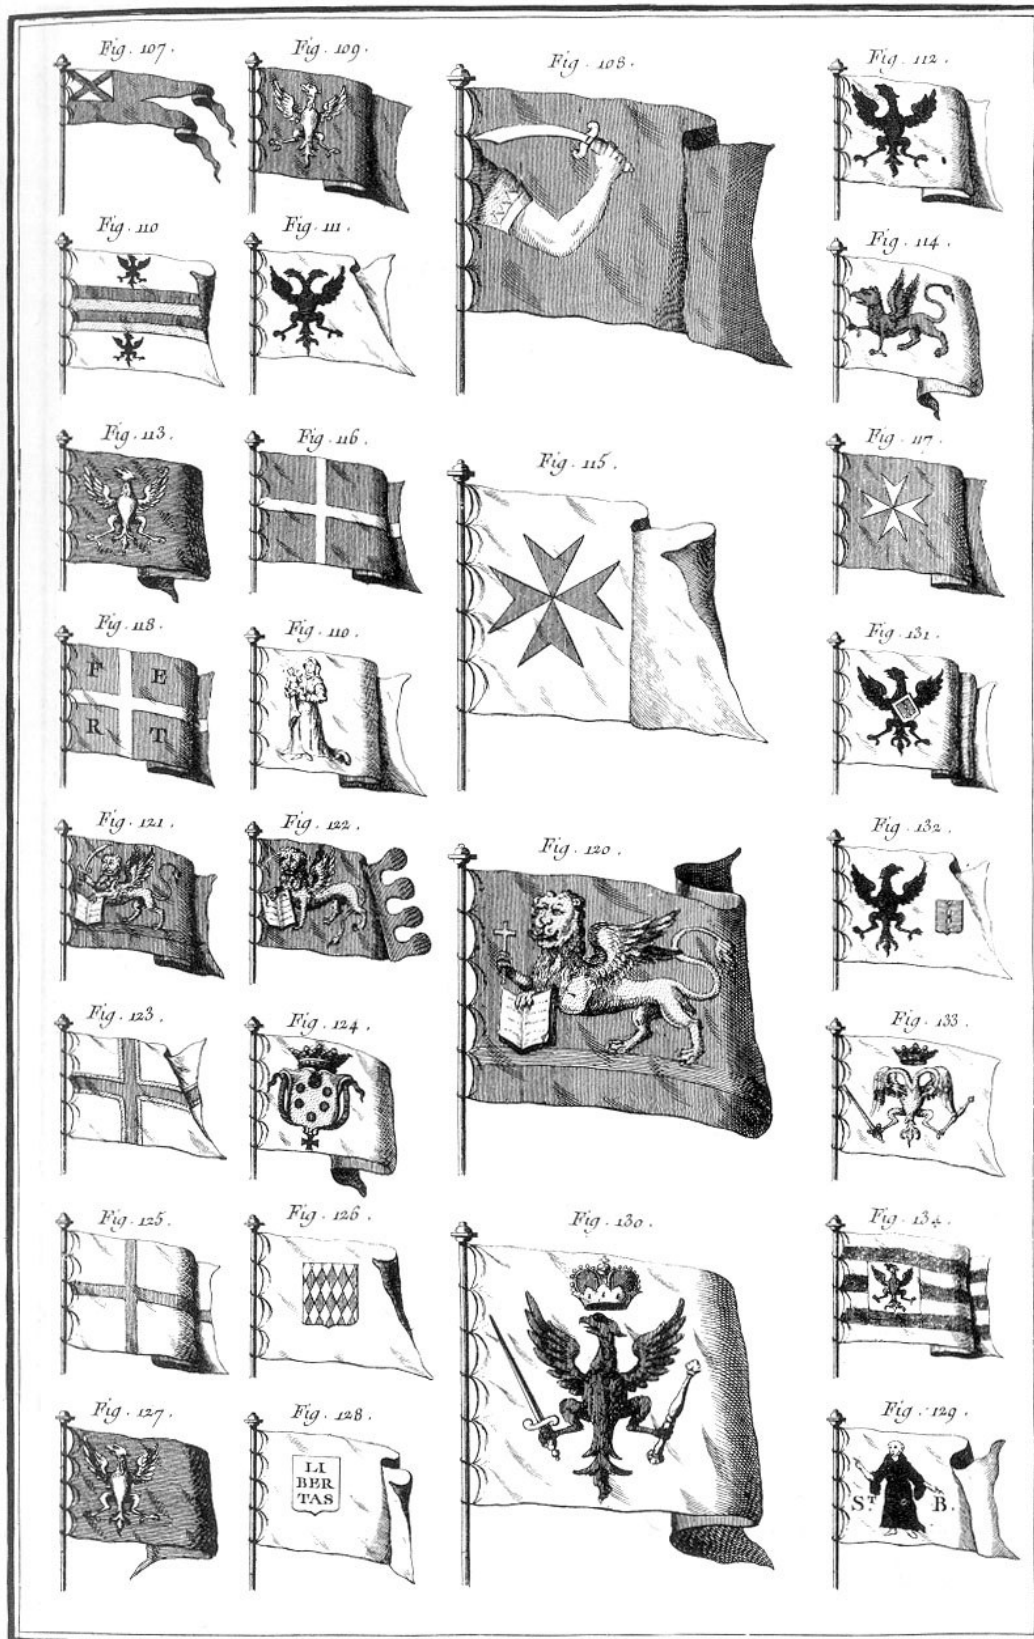 Fig. 107.
Fig. 109.
Fig. 108.
Fig. 112.
Fig. 110
Fig. 111.
Fig. 114.
Fig. 113.
Fig. 116.
Fig. 115.
Fig. 117.
Fig. 118.
F E
R T
Fig. 110.
Fig. 131.
Fig. 121.
Fig. 122.
Fig. 120.
Fig. 132.
Fig. 123.
Fig. 124.
Fig. 133.
Fig. 125.
Fig. 126.
Fig. 130.
Fig. 134.
Fig. 127.
Fig. 128.
LI
BER
TAS
Fig. 129.
ST B.